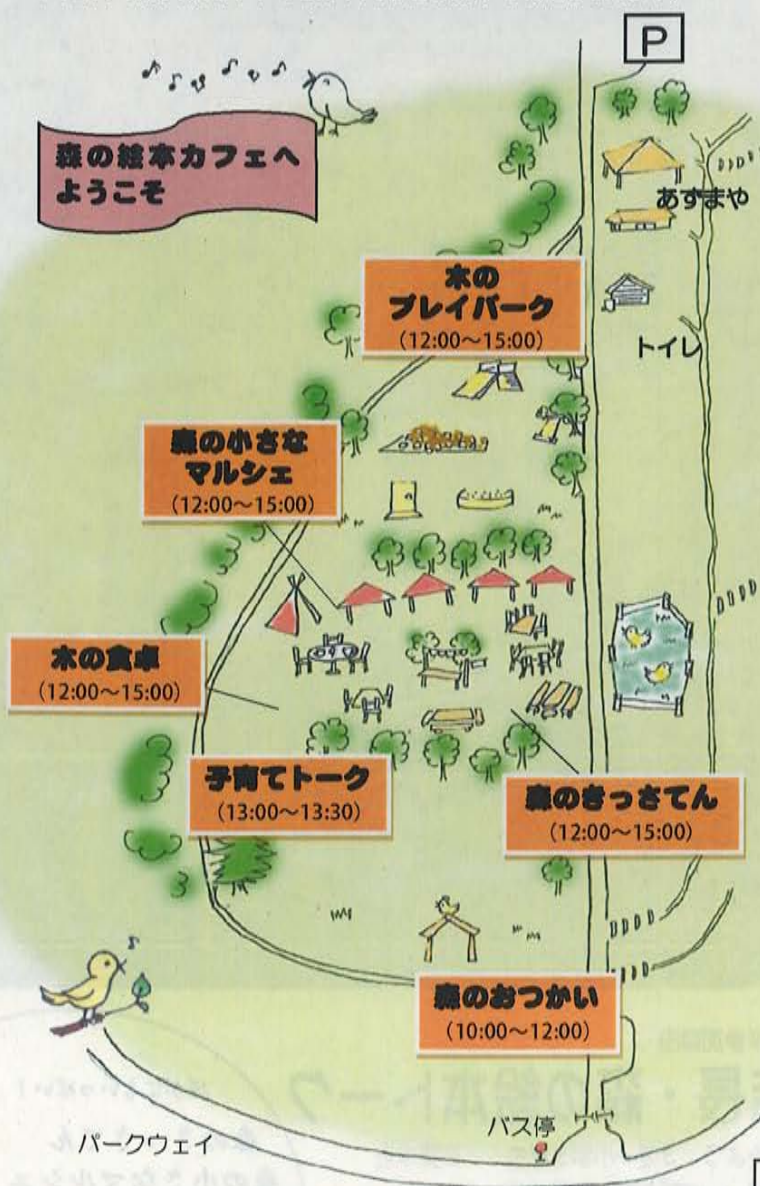 P
森の絵本カフェへ
ようこそ
あずまや
木の
プレイパーク
(12:00～15:00)
トイレ
森の小さな
マルシェ
(12:00～15:00)
木の食卓
(12:00～15:00)
子育てトーク
(13:00～13:30)
森のきっさてん
(12:00～15:00)
森のおつかい
(10:00～12:00)
バス停
パークウェイ